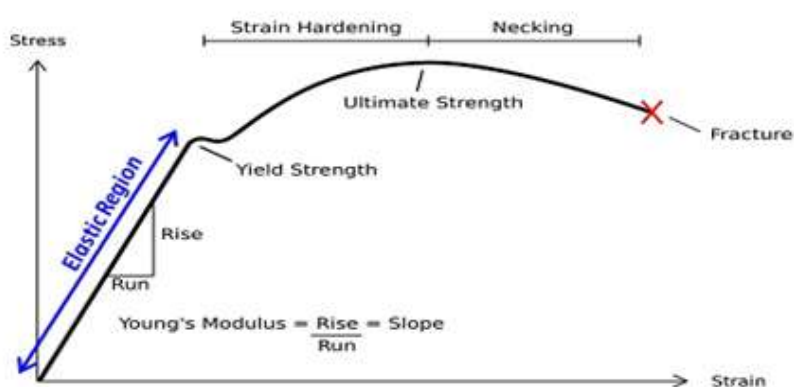 Strain Hardening
Necking
Stress
Ultimate Strength
Fracture
Yield Strength
Elastic Region
Rise
Run
Young's Modulus = Rise = Slope
Run
Strain